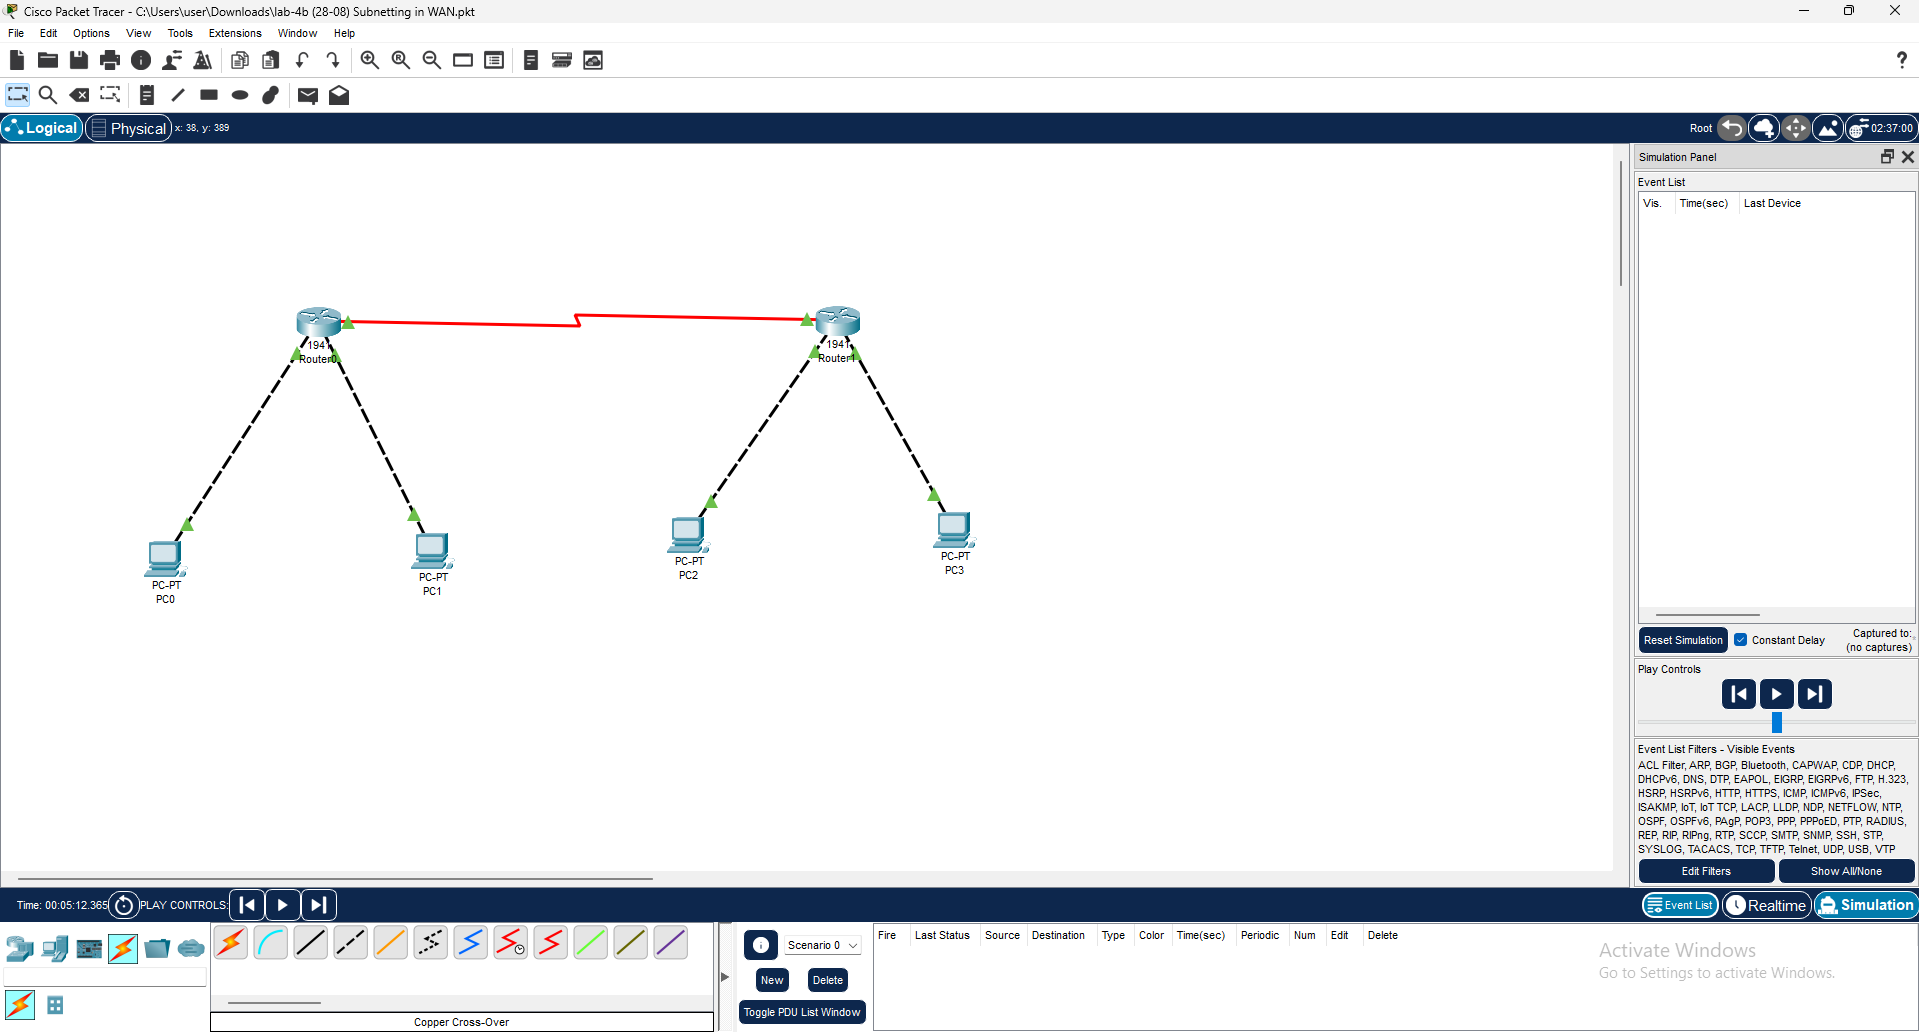 Cisco Packet Tracer - C:\Users\user\Downloads\lab-4b (28-08) Subnetting in WAN.pkt
File Edit Options View Tools Extensions Window Help
?
Logical Physical x: 38, y: 389
Root 02:37:00
Simulation Panel
Event List
Vis. Time(sec) Last Device
1941
Router0
1941
Router1
PC-PT
PC0
PC-PT
PC1
PC-PT
PC2
PC-PT
PC3
Reset Simulation Constant Delay Captured to:
(no captures)
Play Controls
Event List Filters - Visible Events
ACL Filter, ARP, BGP, Bluetooth, CAPWAP, CDP, DHCP,
DHCPv6, DNS, DTP, EAPOL, EIGRP, EIGRPv6, FTP, H.323,
HSRP, HSRPv6, HTTP, HTTPS, ICMP, ICMPv6, IPSec,
ISAKMP, IoT, IoT TCP, LACP, LLDP, NDP, NETFLOW, NTP,
OSPF, OSPFv6, PAgP, POP3, PPP, PPPoED, PTP, RADIUS,
REP, RIP, RIPng, RTP, SCCP, SMTP, SNMP, SSH, STP,
SYSLOG, TACACS, TCP, TFTP, Telnet, UDP, USB, VTP
Edit Filters Show All/None
Time: 00:05:12.365 PLAY CONTROLS:
Event List Realtime Simulation
Scenario 0
New Delete
Toggle PDU List Window
Fire Last Status Source Destination Type Color Time(sec) Periodic Num Edit Delete
Copper Cross-Over
Activate Windows
Go to Settings to activate Windows.